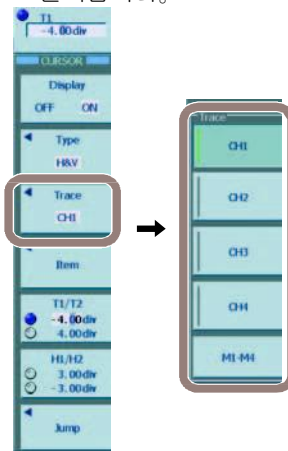 T1
-4.00div
CURSOR
Display
OFF ON
Type
H&V
Trace
CH1
Item
T1/T2
-4.00div
4.00div
H1/H2
3.00div
-3.00div
Jump
Trace
CH1
CH2
CH3
CH4
M1-M4